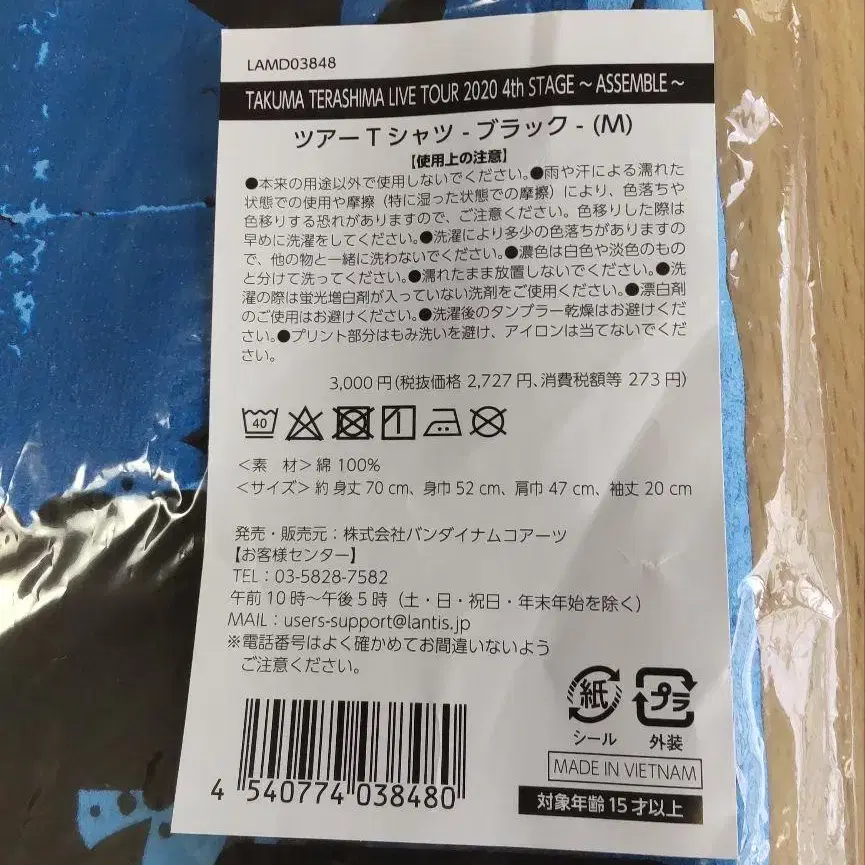 LAMD03848
TAKUMA TERASHIMA LIVE TOUR 2020 4th STAGE ～ ASSEMBLE ～
ツアー T シャツ - ブラック - (M)
【使用上の注意】
●本来の用途以外で使用しないでください。●雨や汗による濡れた
状態での使用や摩擦（特に湿った状態での摩擦）により、色落ちや
色移りする恐れがありますので、ご注意ください。色移りした際は
早めに洗濯をしてください。●洗濯により多少の色落ちがありますの
で、他の物と一緒に洗わないでください。●濃色は白色や淡色のもの
と分けて洗ってください。●濡れたまま放置しないでください。●洗
濯の際は蛍光増白剤が入っていない洗剤をご使用ください。●漂白剤
のご使用はお避けください。●洗濯後のタンブラー乾燥はお避けくだ
さい。●プリント部分はもみ洗いを避け、アイロンは当てないでくだ
さい。
3,000 円（税抜価格 2,727 円、消費税額等 273 円）
40
＜素　材＞綿 100%
＜サイズ＞約 身丈 70 cm、身巾 52 cm、肩巾 47 cm、袖丈 20 cm
発売・販売元：株式会社バンダイナムコアーツ
【お客様センター】
TEL：03-5828-7582
午前 10 時～午後 5 時（土・日・祝日・年末年始を除く）
MAIL：users-support@lantis.jp
※電話番号はよく確かめてお間違いないよう
ご注意ください。
紙 プラ
シール 外装
MADE IN VIETNAM
4 540774 038480
対象年齢 15 才以上